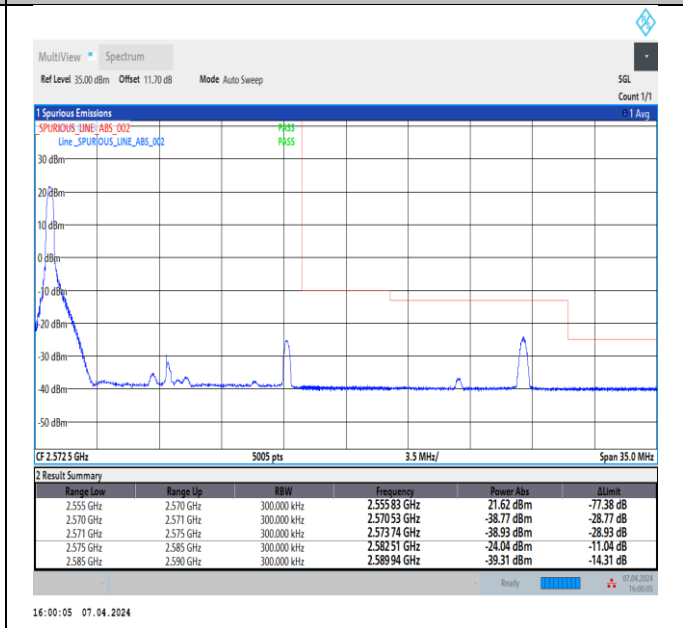 MultiView Spectrum
Ref Level 35.00 dBm Offset 11.70 dB Mode Auto Sweep SGL
Count 1/1
1 Spurious Emissions 1 Avg
_SPURIOUS_LINE_ABS_002 PASS
Line _SPURIOUS_LINE_ABS_002 PASS
30 dBm
20 dBm
10 dBm
0 dBm
-10 dBm
-20 dBm
-30 dBm
-40 dBm
-50 dBm
CF 2.5725 GHz 5005 pts 3.5 MHz/ Span 35.0 MHz
2 Result Summary
Range Low Range Up RBW Frequency Power Abs ΔLimit
2.555 GHz 2.570 GHz 300.000 kHz 2.55583 GHz 21.62 dBm -77.38 dB
2.570 GHz 2.571 GHz 300.000 kHz 2.57053 GHz -38.77 dBm -28.77 dB
2.571 GHz 2.575 GHz 300.000 kHz 2.57374 GHz -38.93 dBm -28.93 dB
2.575 GHz 2.585 GHz 300.000 kHz 2.58251 GHz -24.04 dBm -11.04 dB
2.585 GHz 2.590 GHz 300.000 kHz 2.58994 GHz -39.31 dBm -14.31 dB
Ready 07.04.2024
16:00:05
16:00:05 07.04.2024